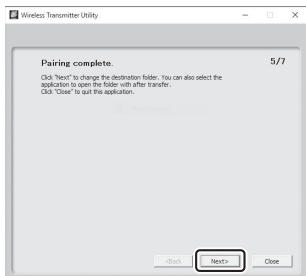 Wireless Transmitter Utility
Pairing complete.
5/7
Click "Next" to change the destination folder. You can also select the
application to open the folder with after transfer.
Click "Close" to quit this application.
<Back
Next>
Close